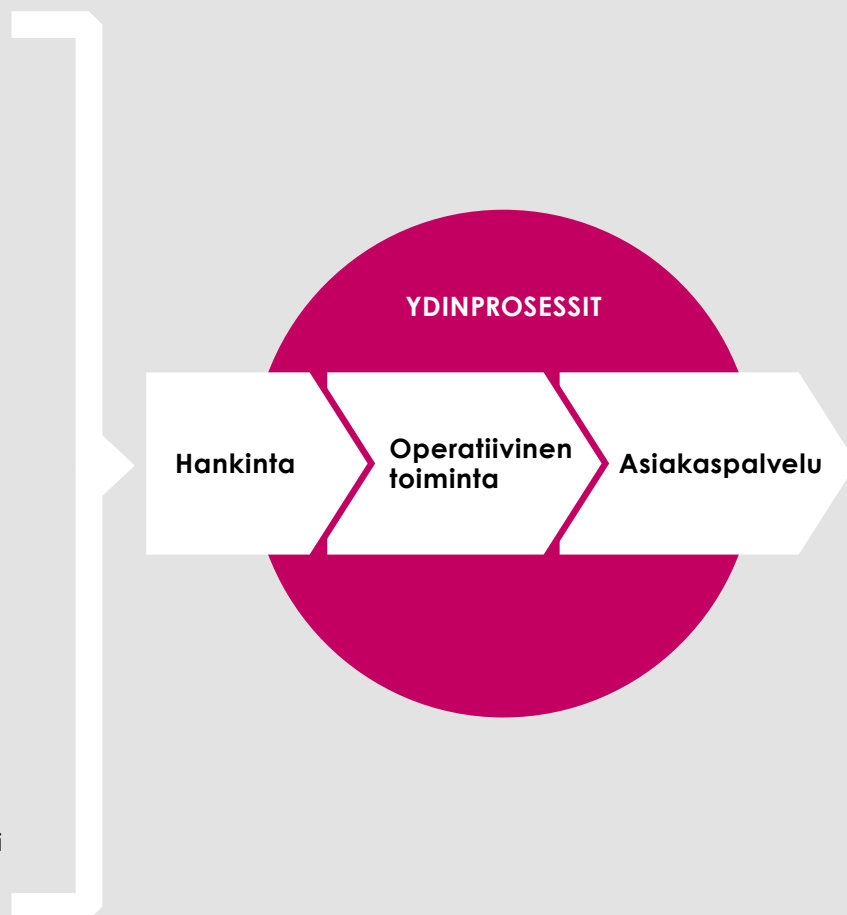 YDINPROSESSIT
Hankinta
Operatiivinen
toiminta
Asiakaspalvelu